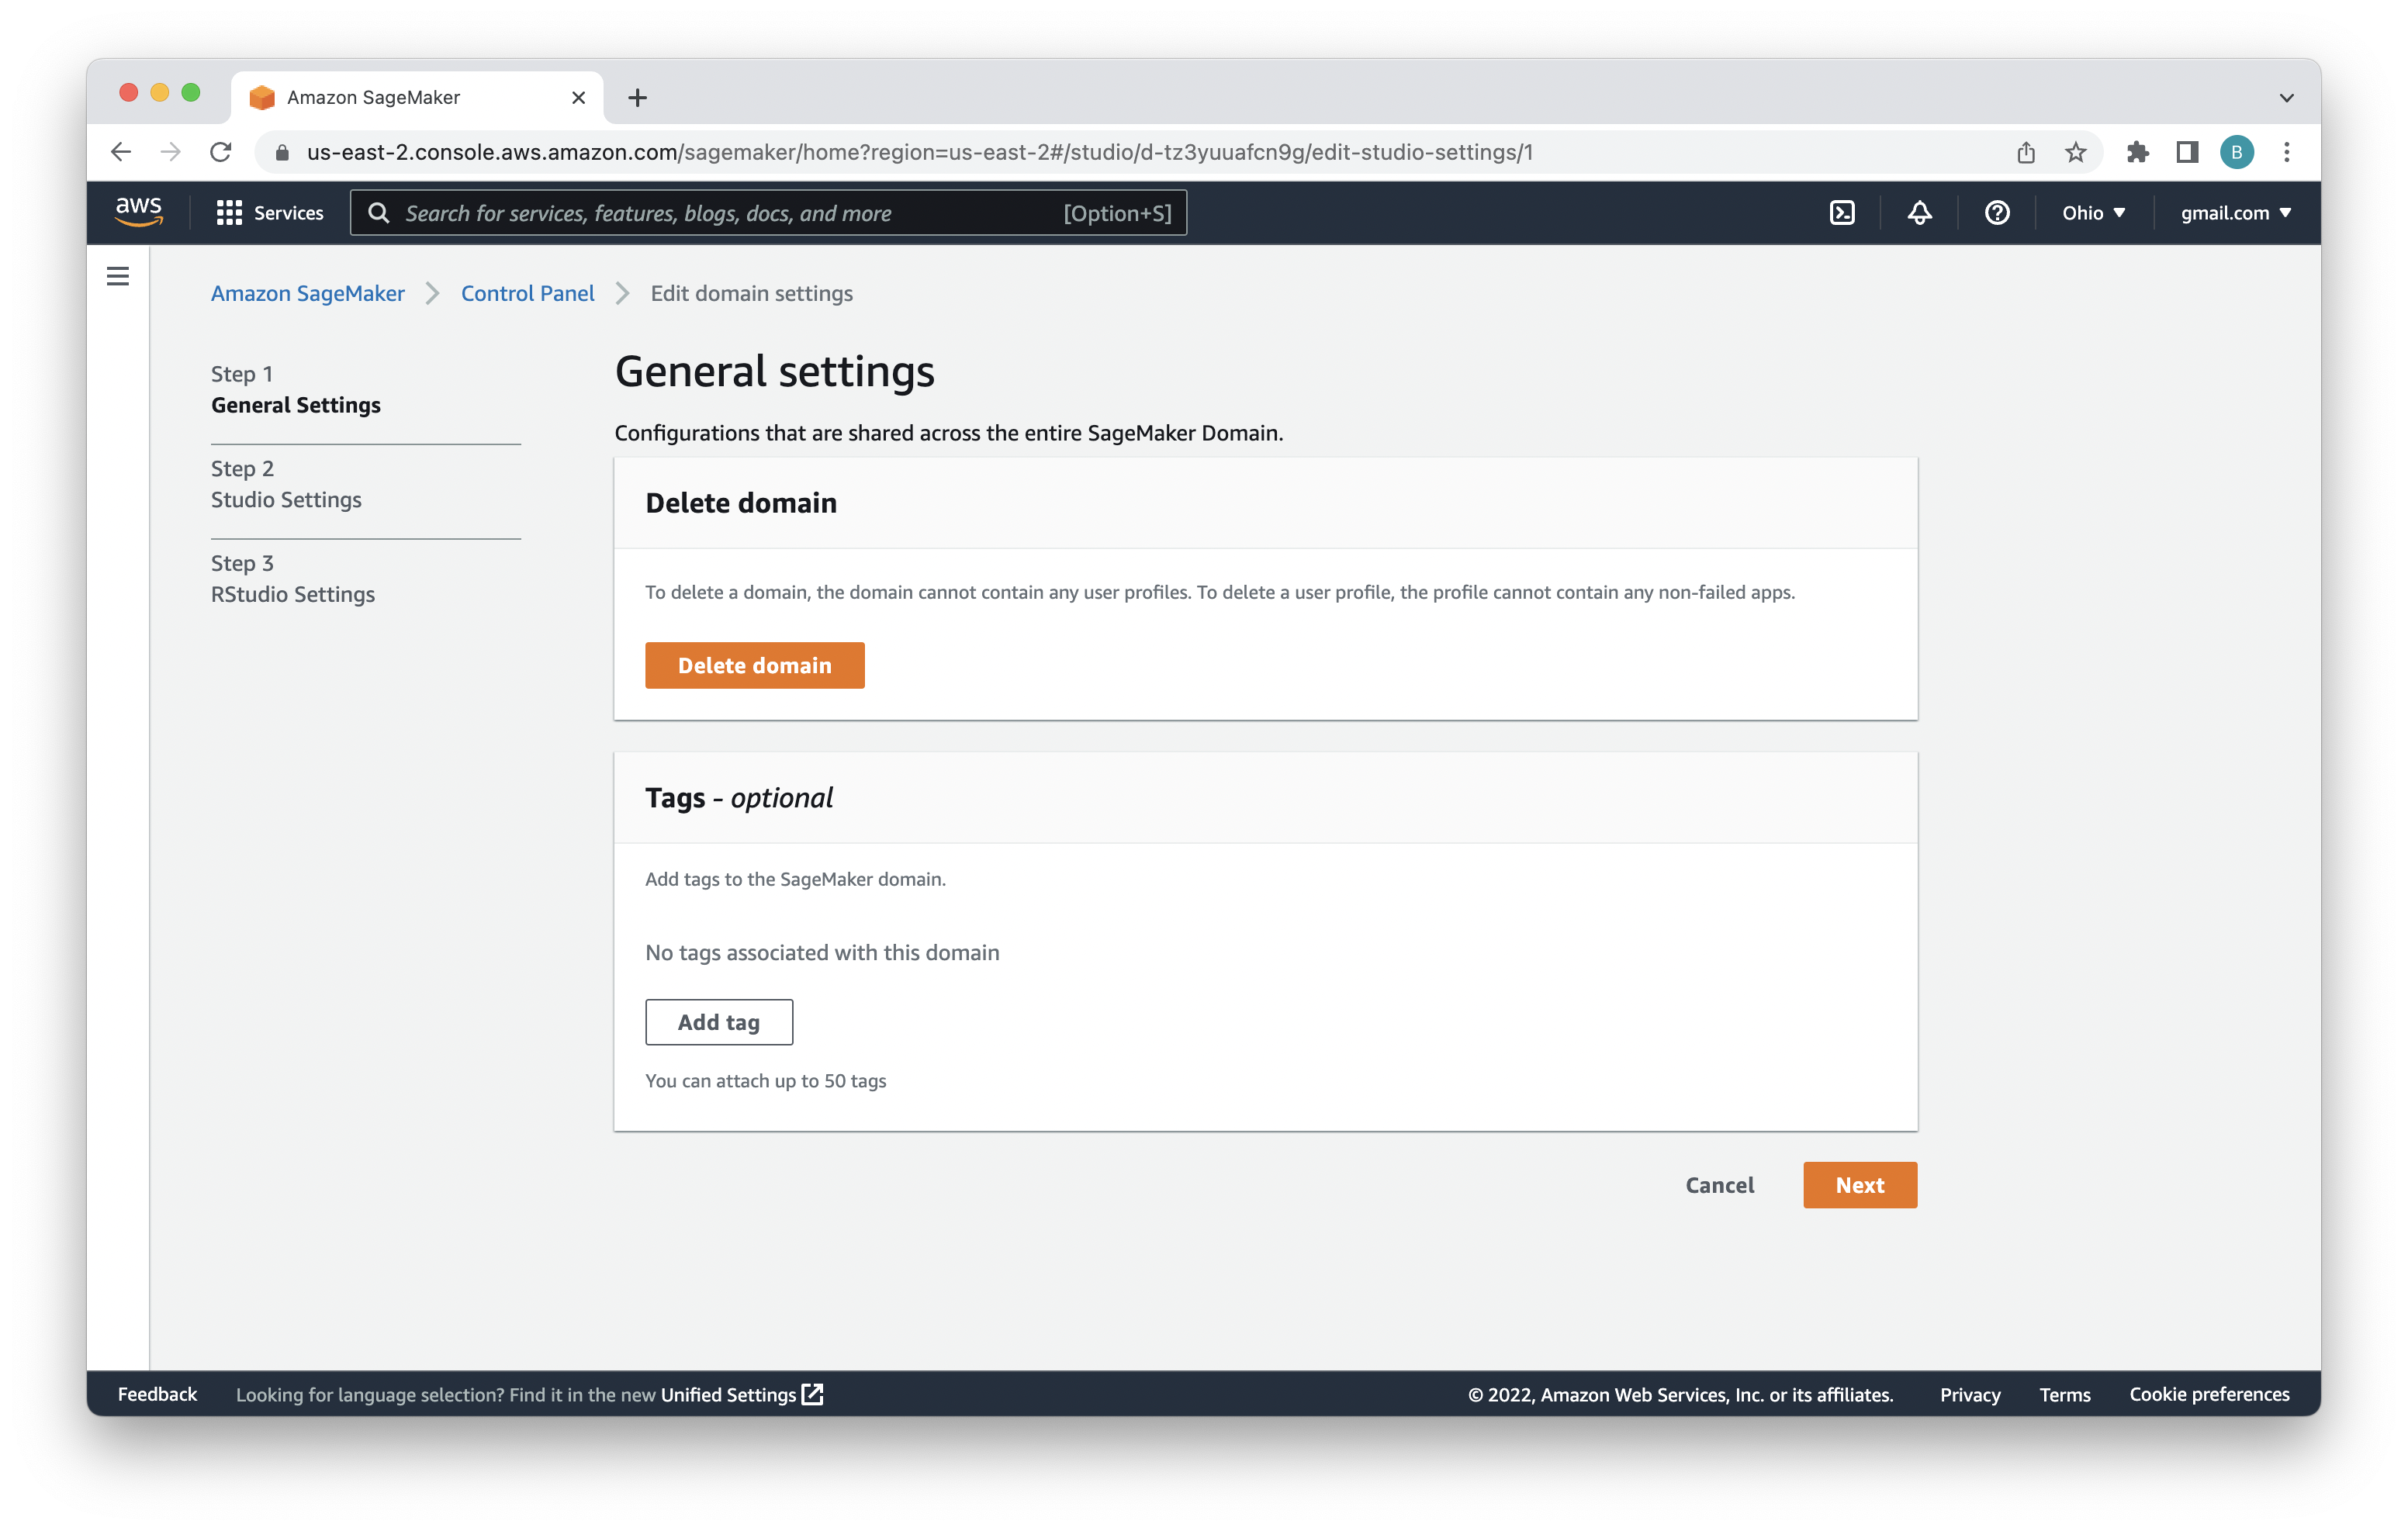 Amazon SageMaker
us-east-2.console.aws.amazon.com/sagemaker/home?region=us-east-2#/studio/d-tz3yuuafcn9g/edit-studio-settings/1
B
aws
Services
Search for services, features, blogs, docs, and more
[Option+S]
Ohio
gmail.com
Amazon SageMaker
Control Panel
Edit domain settings
Step 1
General Settings
Step 2
Studio Settings
Step 3
RStudio Settings
General settings
Configurations that are shared across the entire SageMaker Domain.
Delete domain
To delete a domain, the domain cannot contain any user profiles. To delete a user profile, the profile cannot contain any non-failed apps.
Delete domain
Tags - optional
Add tags to the SageMaker domain.
No tags associated with this domain
Add tag
You can attach up to 50 tags
Cancel
Next
Feedback
Looking for language selection? Find it in the new Unified Settings
© 2022, Amazon Web Services, Inc. or its affiliates.
Privacy
Terms
Cookie preferences